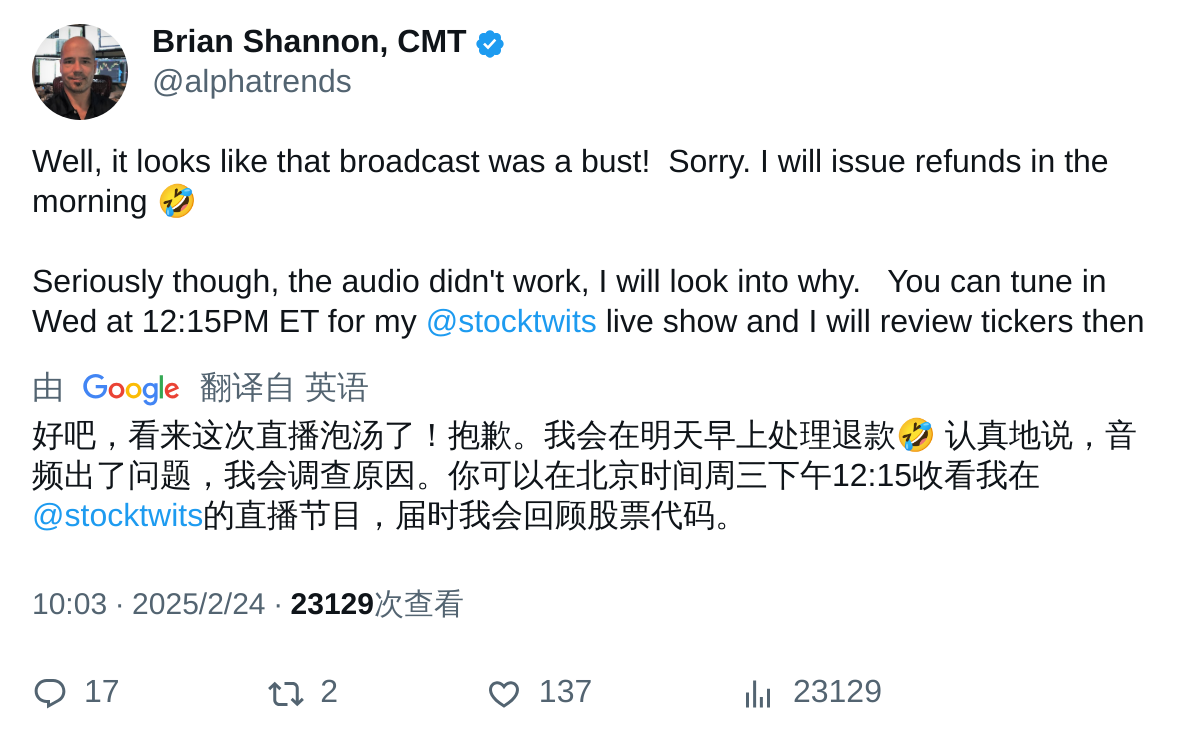 Brian Shannon, CMT
@alphatrends
Well, it looks like that broadcast was a bust!  Sorry. I will issue refunds in the
morning 🤣
Seriously though, the audio didn't work, I will look into why.   You can tune in
Wed at 12:15PM ET for my @stocktwits live show and I will review tickers then
由 Google 翻译自 英语
好吧，看来这次直播泡汤了！抱歉。我会在明天早上处理退款🤣 认真地说，音
频出了问题，我会调查原因。你可以在北京时间周三下午12:15收看我在
@stocktwits的直播节目，届时我会回顾股票代码。
10:03 · 2025/2/24 · 23129次查看
17 2 137 23129